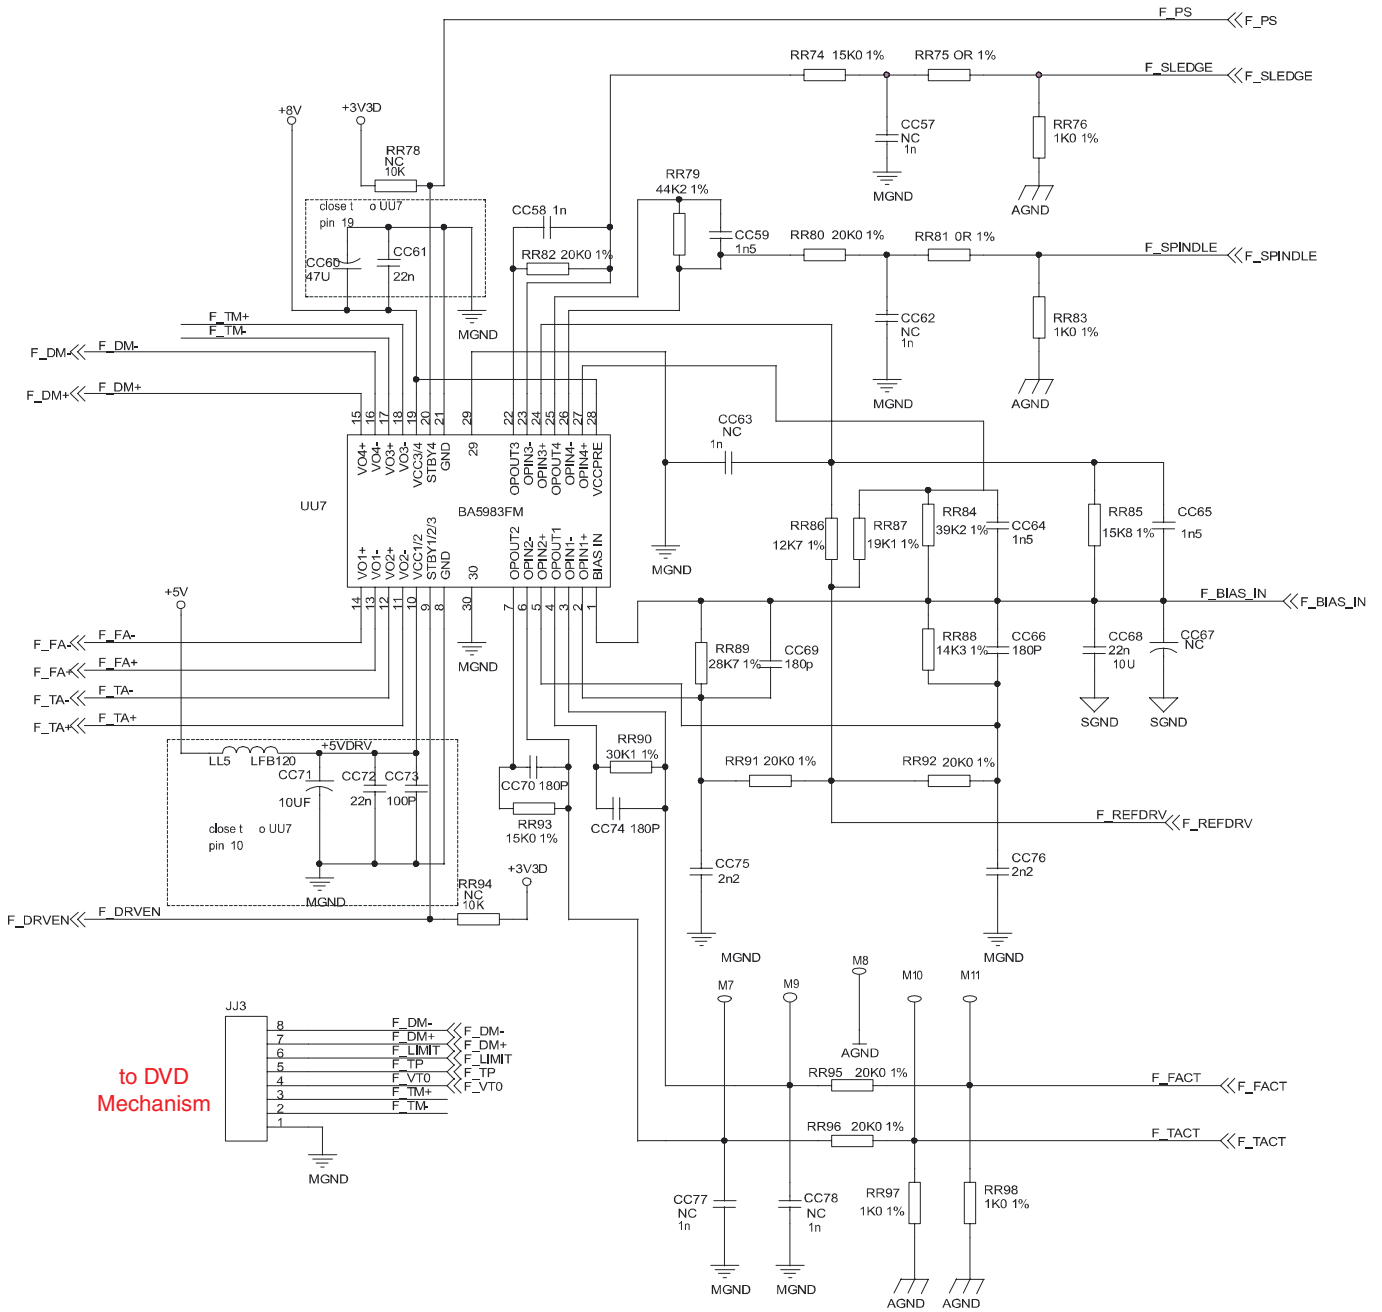 F_PS
F_PS
RR74 15K0 1%
RR75 OR 1%
F_SLEDGE
F_SLEDGE
+8V
+3V3D
CC57
NC
1n
RR76
1K0 1%
RR78
NC
10K
MGND
AGND
RR79
44K2 1%
close t o UU7
pin 19
CC58 1n
CC59
1n5
RR80 20K0 1%
RR81 0R 1%
F_SPINDLE
F_SPINDLE
CC60
47U
CC61
22n
RR82 20K0 1%
MGND
CC62
NC
1n
RR83
1K0 1%
F_TM+
F_TM-
F_DM-
F_DM-
F_DM+
F_DM+
MGND
AGND
15
16
17
18
19
20
21
29
22
23
24
25
26
27
28
VO4+
VO4-
VO3+
VO3-
VCC3/4
STBY4
GND
29
OPOUT3
OPIN3-
OPIN3+
OPOUT4
OPIN4-
OPIN4+
VCCPRE
CC63
NC
1n
UU7
BA5983FM
VO1+
VO1-
VO2+
VO2-
VCC1/2
STBY1/2/3
GND
30
OPOUT2
OPIN2-
OPIN2+
OPOUT1
OPIN1-
OPIN1+
BIAS IN
14
13
12
11
10
9
8
30
7
6
5
4
3
2
1
MGND
RR86
12K7 1%
RR87
19K1 1%
RR84
39K2 1%
CC64
1n5
RR85
15K8 1%
CC65
1n5
+5V
F_BIAS_IN
F_BIAS_IN
F_FA-
F_FA-
F_FA+
F_FA+
F_TA-
F_TA-
F_TA+
F_TA+
MGND
RR89
28K7 1%
CC69
180p
RR88
14K3 1%
CC66
180P
CC68
22n
10U
CC67
NC
SGND
SGND
+5VDRV
LL5
LFB120
CC71
10UF
CC72
22n
CC73
100P
close t o UU7
pin 10
MGND
CC70 180P
RR93
15K0 1%
RR90
30K1 1%
CC74 180P
RR91 20K0 1%
RR92 20K0 1%
F_REFDRV
F_REFDRV
CC75
2n2
CC76
2n2
+3V3D
RR94
NC
10K
F_DRVEN
F_DRVEN
MGND
MGND
M7
M9
M8
M10
M11
AGND
JJ3
to DVD
Mechanism
8
F_DM-
F_DM-
7
F_DM+
F_DM+
6
F_LIMIT
F_LIMIT
5
F_TP
F_TP
4
F_VT0
F_VT0
3
F_TM+
2
F_TM-
1
MGND
RR95 20K0 1%
F_FACT
F_FACT
RR96 20K0 1%
F_TACT
F_TACT
CC77
NC
1n
CC78
NC
1n
RR97
1K0 1%
RR98
1K0 1%
MGND
MGND
AGND
AGND